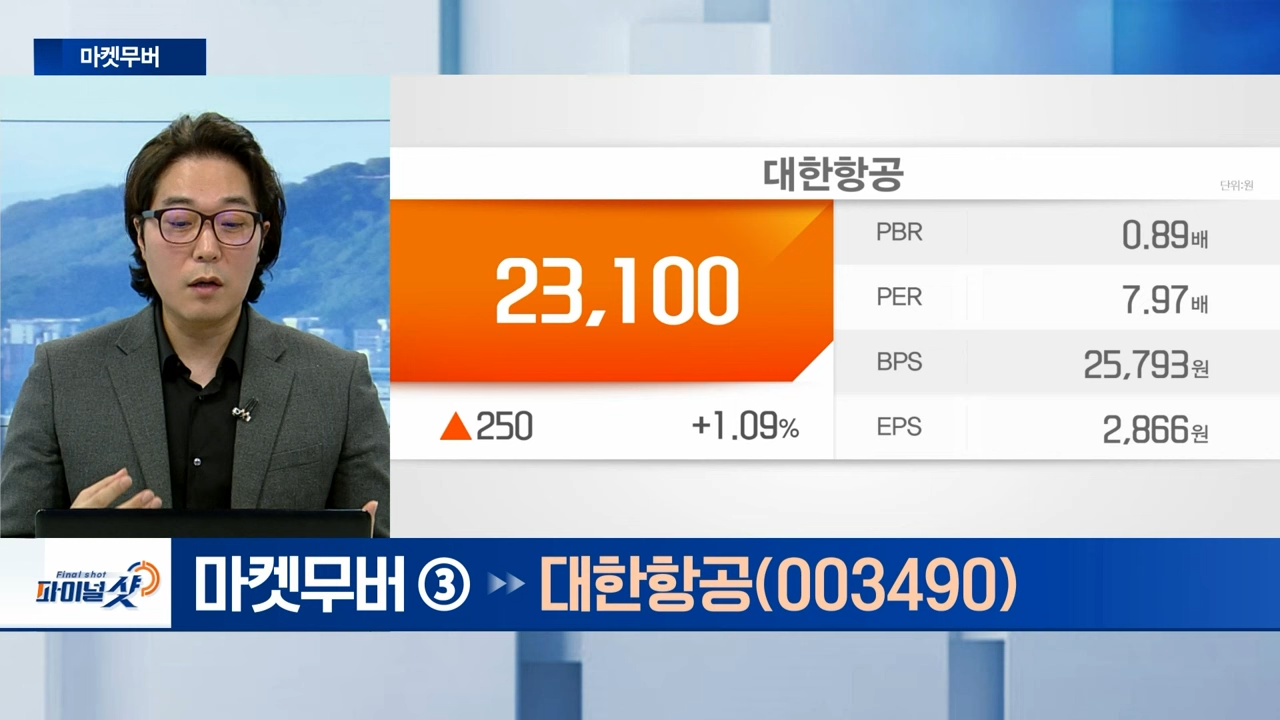 마켓무버
대한항공
단위:원
23,100
▲250 +1.09%
PBR 0.89배
PER 7.97배
BPS 25,793원
EPS 2,866원
Final shot
파이널샷
마켓무버 ③ 대한항공(003490)